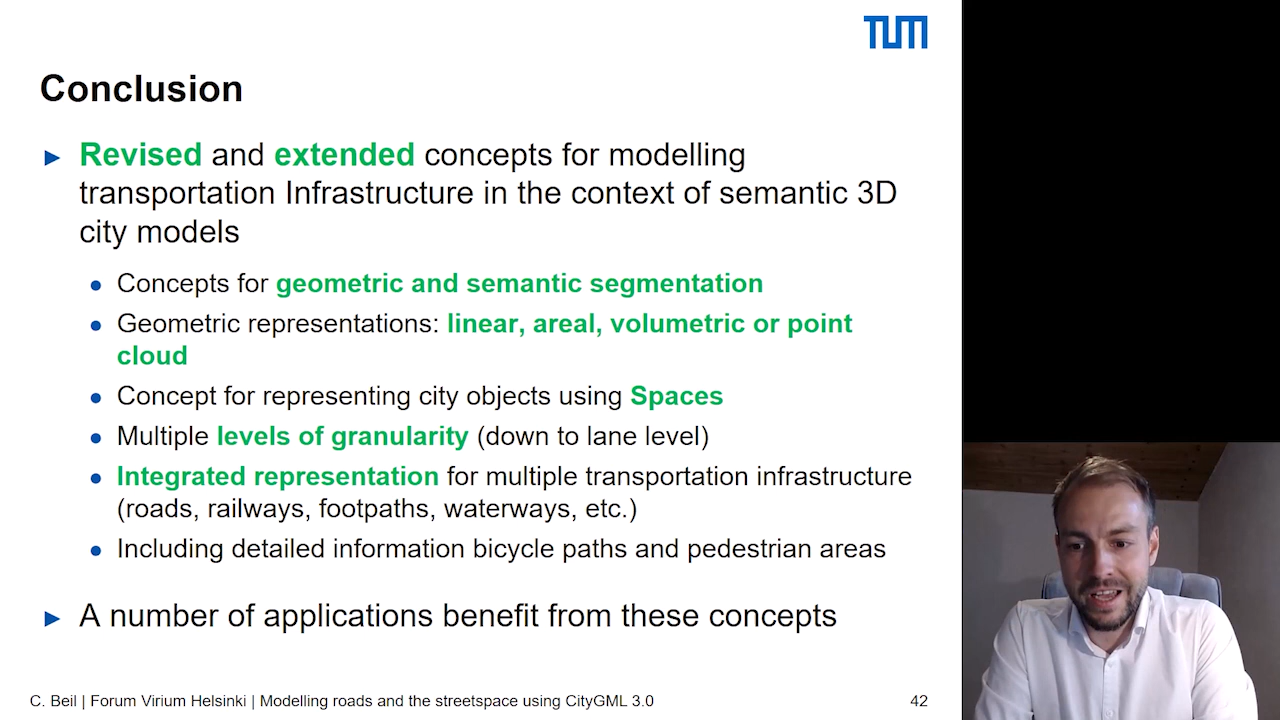 TUM
Conclusion
► Revised and extended concepts for modelling
transportation Infrastructure in the context of semantic 3D
city models
● Concepts for geometric and semantic segmentation
● Geometric representations: linear, areal, volumetric or point
cloud
● Concept for representing city objects using Spaces
● Multiple levels of granularity (down to lane level)
● Integrated representation for multiple transportation infrastructure
(roads, railways, footpaths, waterways, etc.)
● Including detailed information bicycle paths and pedestrian areas
► A number of applications benefit from these concepts
C. Beil | Forum Virium Helsinki | Modelling roads and the streetspace using CityGML 3.0
42